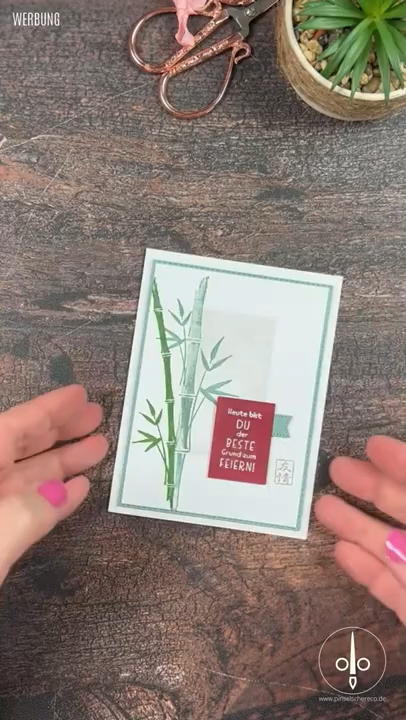 WERBUNG
Heute bist
DU
der
BESTE
Grund zum
FEIERN!
友
情
www.pinselschereco.de